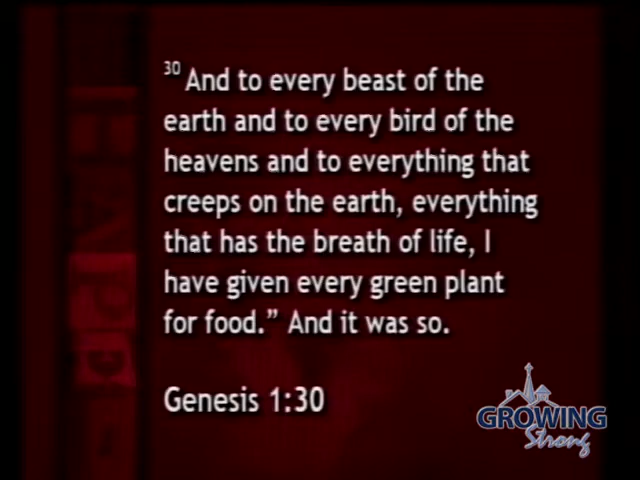 30 And to every beast of the
earth and to every bird of the
heavens and to everything that
creeps on the earth, everything
that has the breath of life, I
have given every green plant
for food.” And it was so.
Genesis 1:30
GROWING
Strong